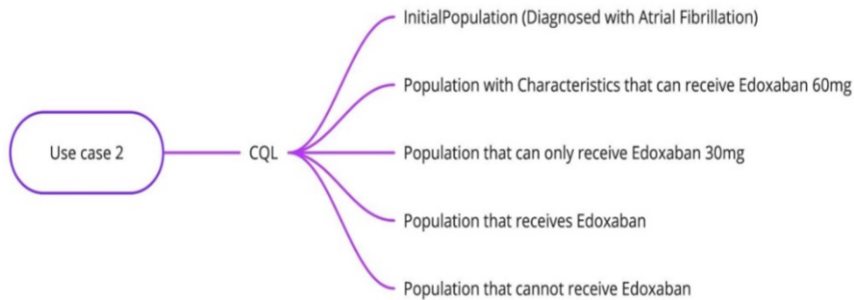 Use case 2
CQL
InitialPopulation (Diagnosed with Atrial Fibrillation)
Population with Characteristics that can receive Edoxaban 60mg
Population that can only receive Edoxaban 30mg
Population that receives Edoxaban
Population that cannot receive Edoxaban